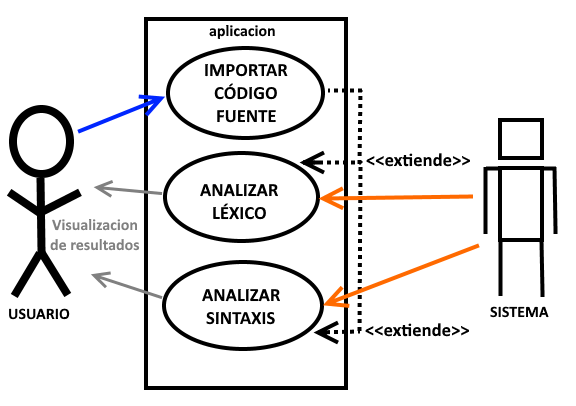 aplicacion
IMPORTAR
CÓDIGO
FUENTE
<<extiende>>
ANALIZAR
LÉXICO
Visualizacion
de resultados
ANALIZAR
SINTAXIS
USUARIO
SISTEMA
<<extiende>>